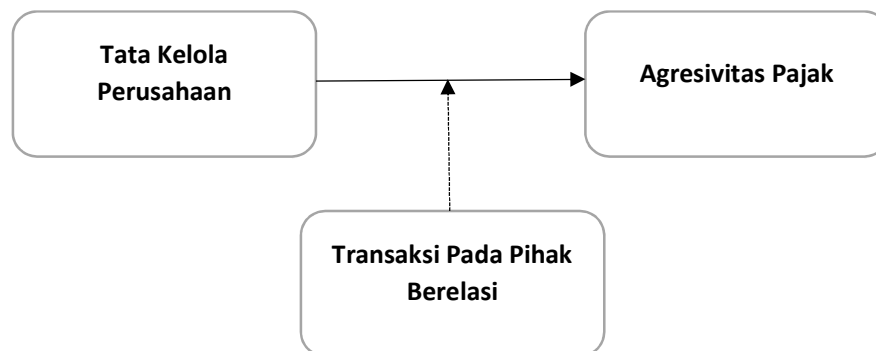 Tata Kelola
Perusahaan
Agresivitas Pajak
Transaksi Pada Pihak
Berelasi